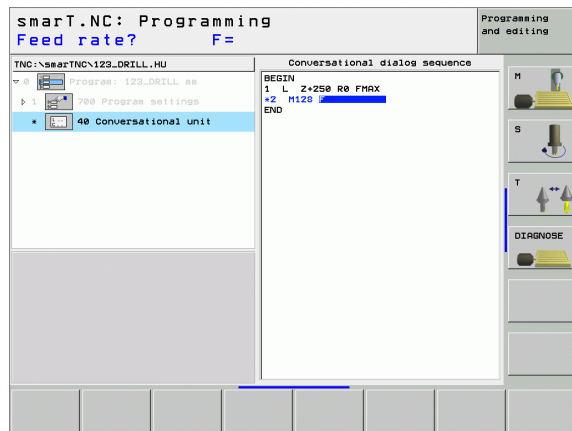 smarT.NC: Programming
Programming
and editing
Feed rate? F=
TNC:\smarTNC\123_DRILL.HU
Conversational dialog sequence
0 Program: 123_DRILL mm
1 700 Program settings
* 40 Conversational unit
BEGIN
1 L Z+250 R0 FMAX
*2 M128 F
END
M
S
T
DIAGNOSE